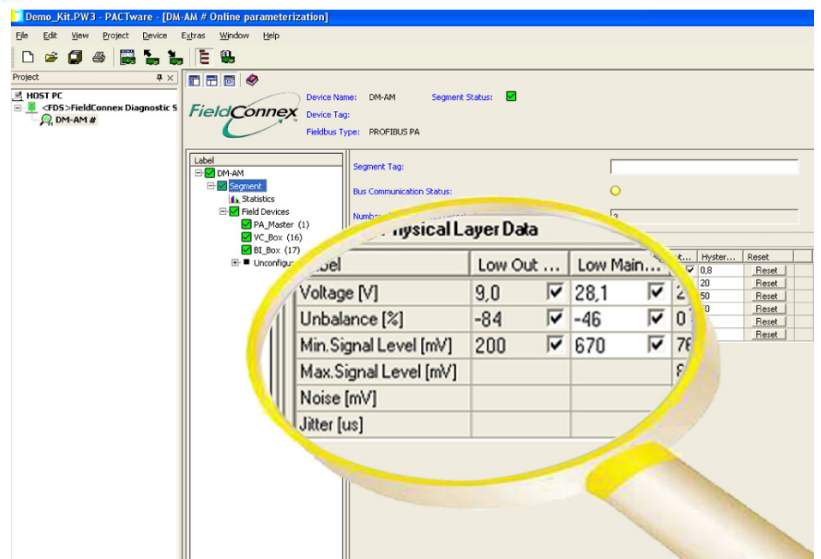 Demo_Kit.PW3 - PACTware - [DM-AM # Online parameterization]
File Edit View Project Device Extras Window Help
Project
HOST PC
<FDS>FieldConnex Diagnostic S
DM-AM #
FieldConnex
Device Name: DM-AM Segment Status:
Device Tag:
Fieldbus Type: PROFIBUS PA
Label
DM-AM
Segment
Statistics
Field Devices
PA_Master (1)
VC_Box (16)
BI_Box (17)
Unconfigu
Segment Tag:
Bus Communication Status:
Physical Layer Data
Low Out ... Low Main... Hyster... Reset
Voltage [V] 9,0 28,1 2 0,8 Reset
Unbalance [%] -84 -46 0 20 Reset
Min.Signal Level [mV] 200 670 50 Reset
Max.Signal Level [mV] Reset
Noise [mV] Reset
Jitter [us] Reset